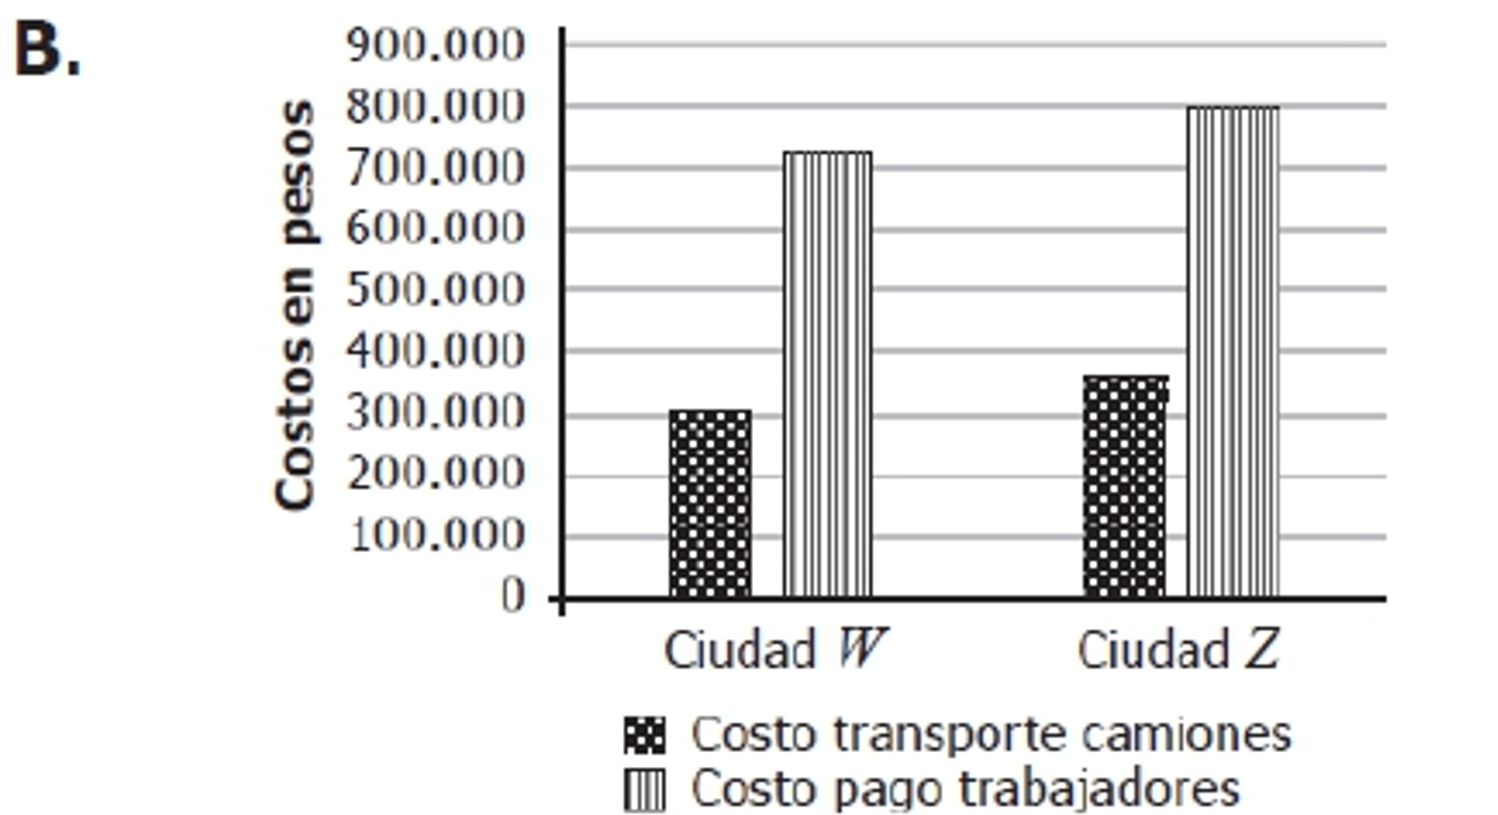 B.
Costos en pesos
900.000
800.000
700.000
600.000
500.000
400.000
300.000
200.000
100.000
0
Ciudad W
Ciudad Z
Costo transporte camiones
Costo pago trabajadores